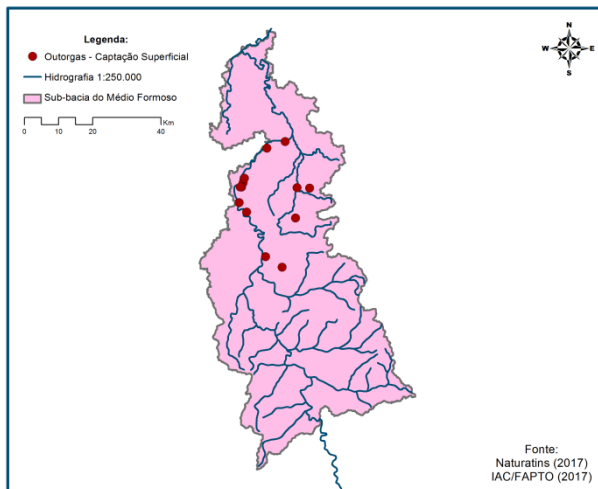 Legenda:
Outorgas - Captação Superficial
Hidrografia 1:250.000
Sub-bacia do Médio Formoso
Km
0 5 10 20 40
N
W E
S
Fonte:
Naturatins (2017)
IAC/FAPTO (2017)